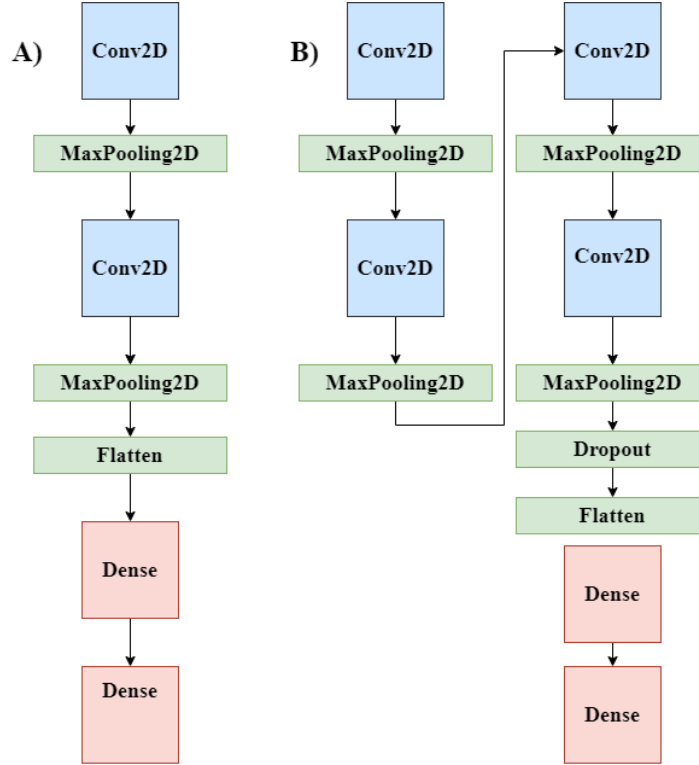 A)
Conv2D
MaxPooling2D
Conv2D
MaxPooling2D
Flatten
Dense
Dense
B)
Conv2D
MaxPooling2D
Conv2D
MaxPooling2D
Conv2D
MaxPooling2D
Conv2D
MaxPooling2D
Dropout
Flatten
Dense
Dense